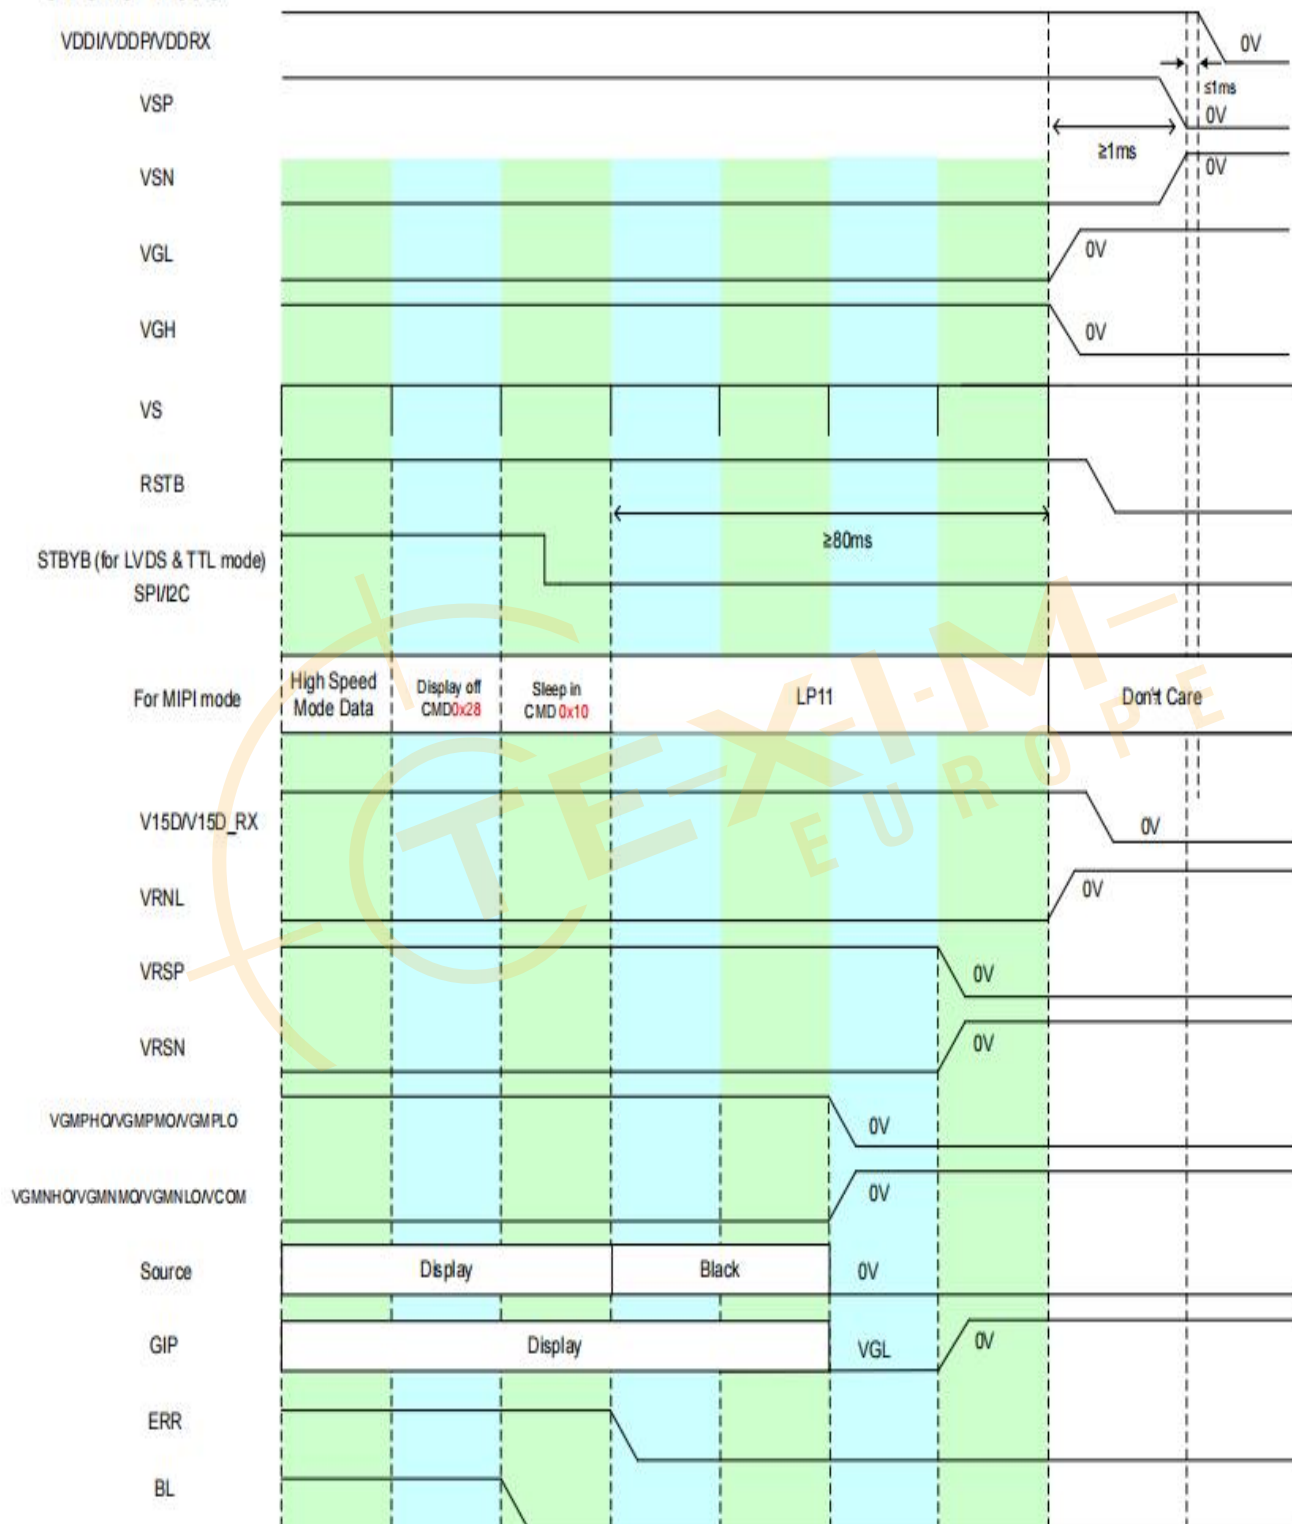 VDDI/VDDP/VDDRX
0V
≤1ms
VSP
0V
≥1ms
VSN
0V
VGL
0V
VGH
0V
VS
RSTB
≥80ms
STBYB (for LVDS & TTL mode)
SPI/I2C
For MIPI mode
High Speed
Mode Data
Display off
CMD0x28
Sleep in
CMD 0x10
LP11
Don't Care
TEXIM
EUROPE
V15D/V15D_RX
0V
VRNL
0V
VRSP
0V
VRSN
0V
VGMPHO/VGMPMO/VGMPLO
0V
VGMNHO/VGMNMO/VGMNLO/VCOM
0V
Source
Display
Black
0V
GIP
Display
VGL
0V
ERR
BL